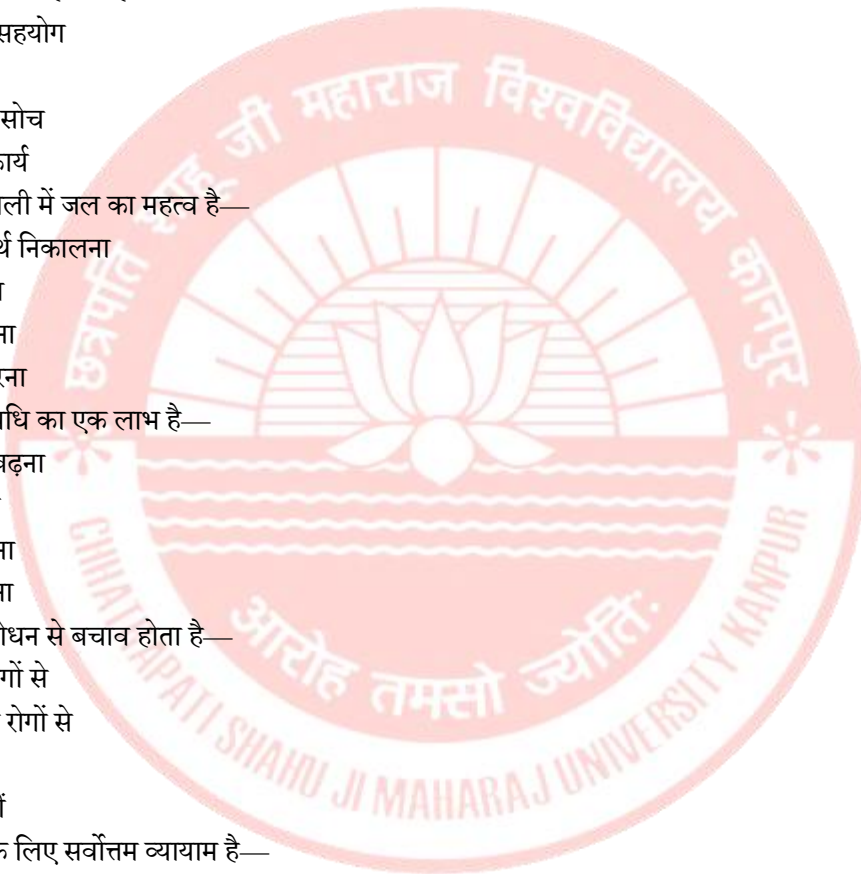 सहयोग
सोच
कार्य
ली में जल का महत्व है—
र्थ निकालना
ना
रना
धि का एक लाभ है—
बढ़ना
ना
ना
ोधन से बचाव होता है—
गों से
रोगों से
ें
के लिए सर्वोत्तम व्यायाम है—
छत्रपति शाहू जी महाराज विश्वविद्यालय कानपुर
आरोह तमसो ज्योतिः
CHHATRAPATI SHAHU JI MAHARAJ UNIVERSITY KANPUR